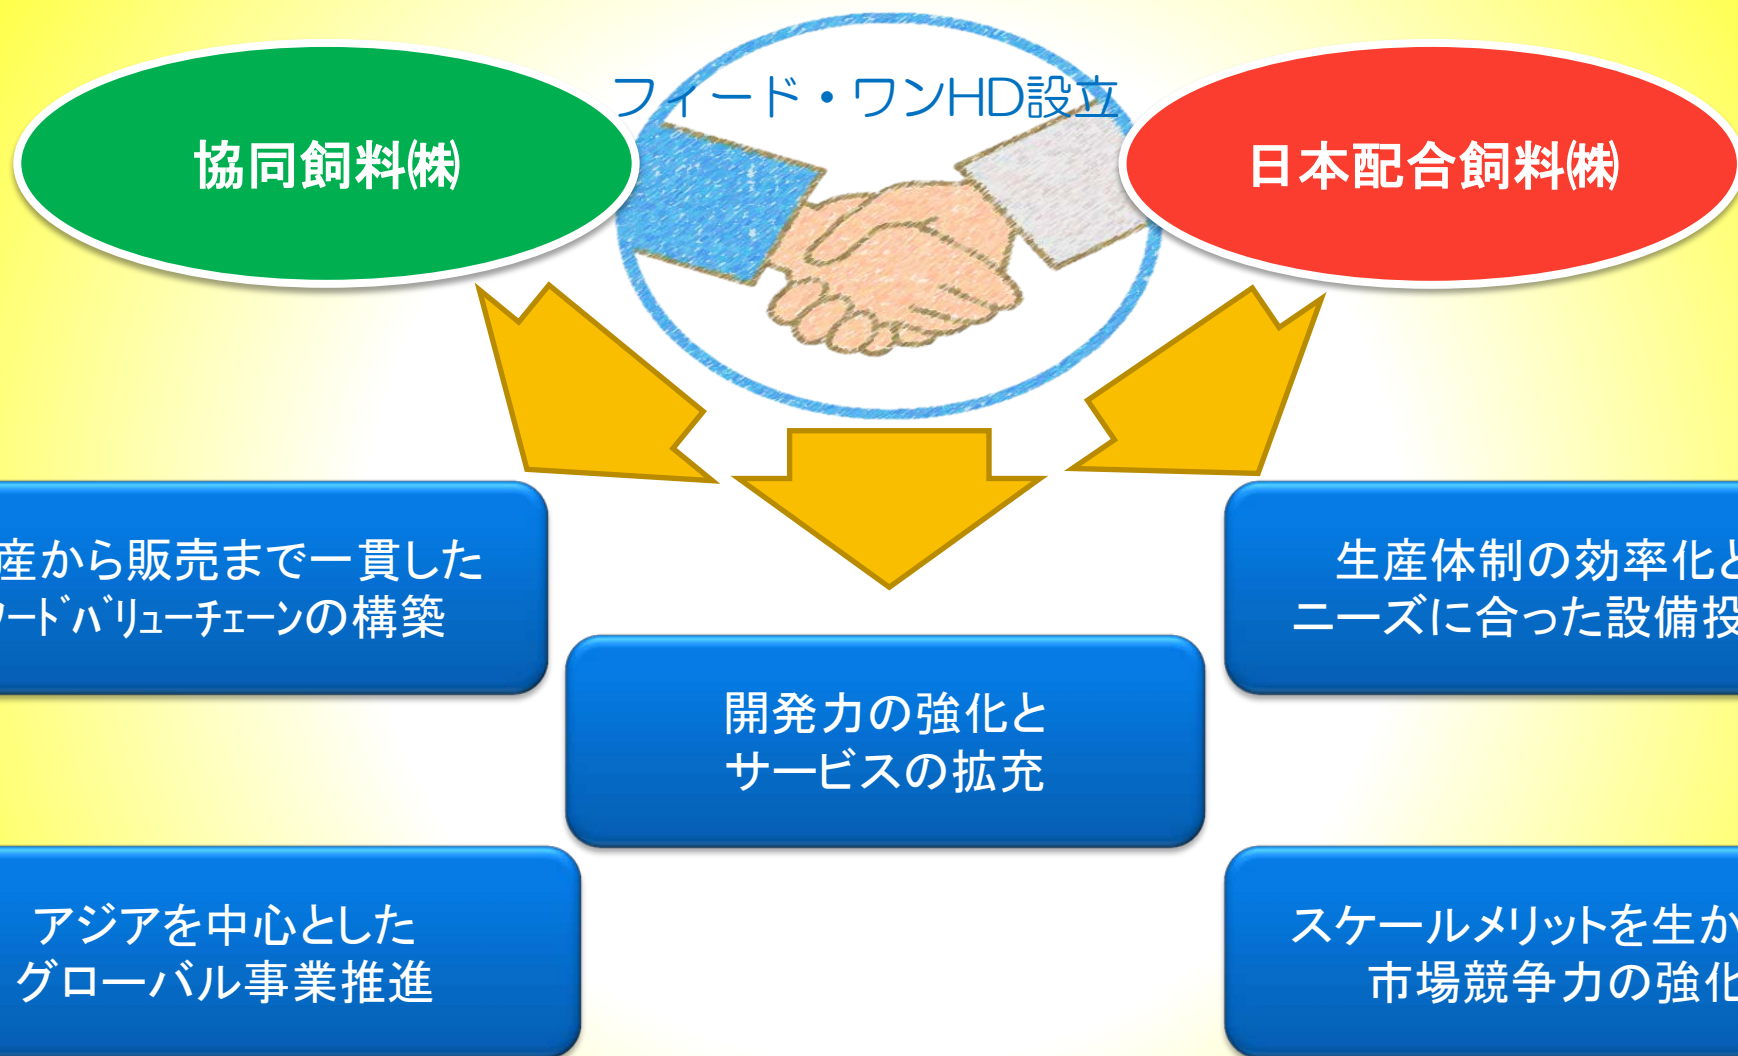 フィード・ワンHD設立
協同飼料㈱
日本配合飼料㈱
産から販売まで一貫した
ﾌｰﾄﾞﾊﾞﾘｭｰﾁｪｰﾝの構築
生産体制の効率化と
ニーズに合った設備投
開発力の強化と
サービスの拡充
アジアを中心とした
グローバル事業推進
スケールメリットを生か
市場競争力の強化